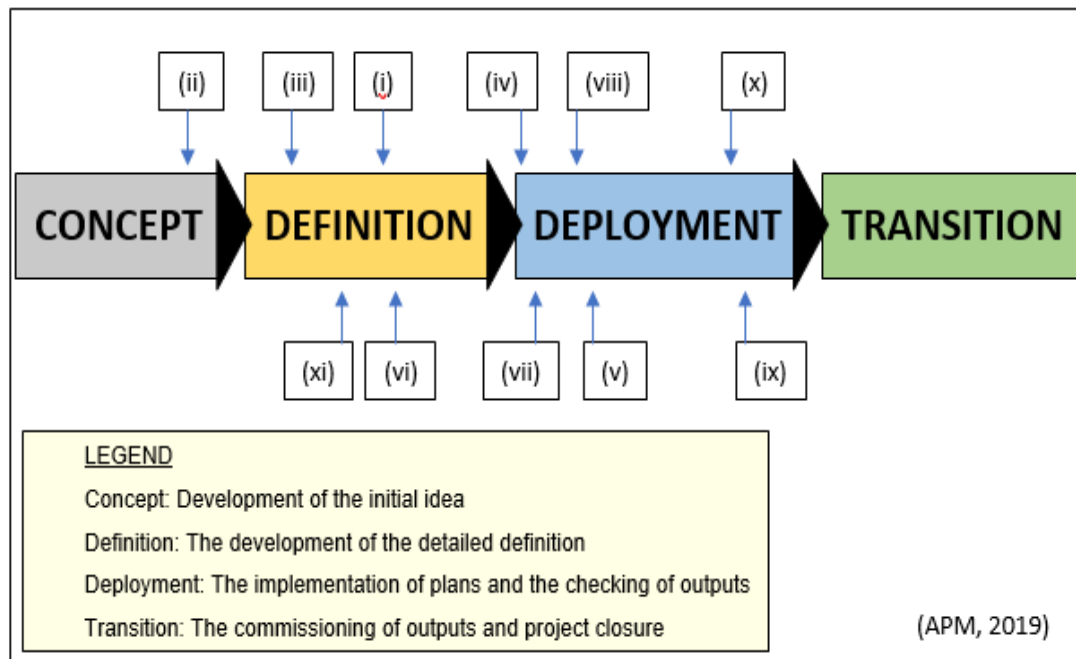 (ii)
(iii)
(i)
(iv)
(viii)
(x)
CONCEPT
DEFINITION
DEPLOYMENT
TRANSITION
(xi)
(vi)
(vii)
(v)
(ix)
LEGEND
Concept: Development of the initial idea
Definition: The development of the detailed definition
Deployment: The implementation of plans and the checking of outputs
Transition: The commissioning of outputs and project closure
(APM, 2019)